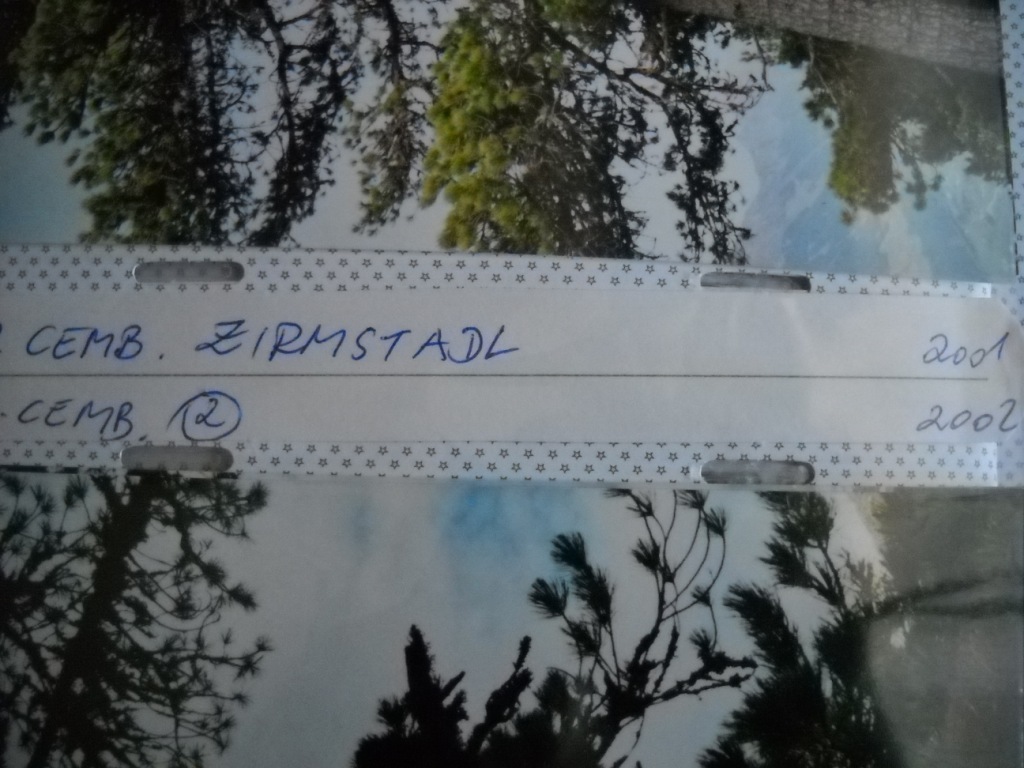 . CEMB. ZIRMSTADL 2001
. CEMB. 2 2002